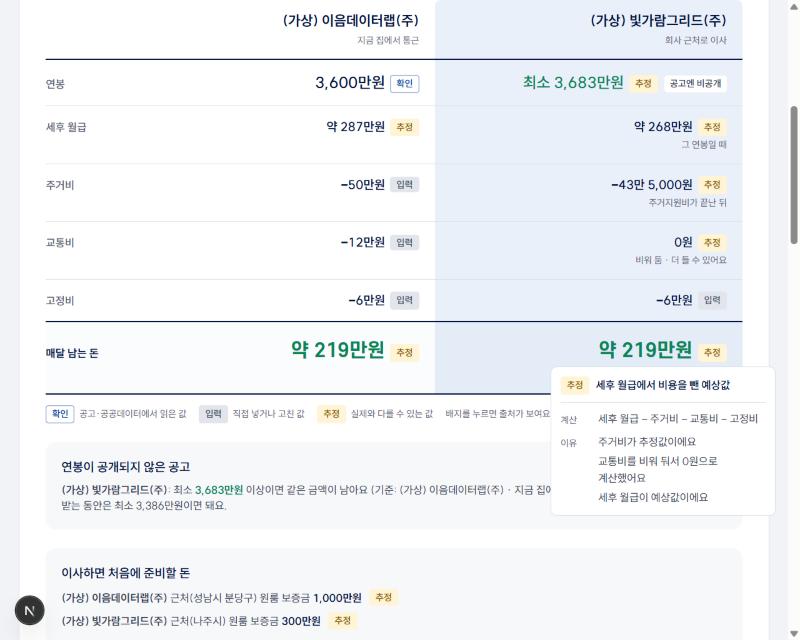 (가상) 이음데이터랩(주) (가상) 빛가람그리드(주)
지금 집에서 통근 회사 근처로 이사
연봉 3,600만원 확인 최소 3,683만원 추정 공고엔 비공개
세후 월급 약 287만원 추정 약 268만원 추정
그 연봉일 때
주거비 −50만원 입력 −43만 5,000원 추정
주거지원비가 끝난 뒤
교통비 −12만원 입력 0원 추정
비워 둠 · 더 들 수 있어요
고정비 −6만원 입력 −6만원 입력
매달 남는 돈 약 219만원 추정 약 219만원 추정
확인 공고·공공데이터에서 읽은 값 입력 직접 넣거나 고친 값 추정 실제와 다를 수 있는 값 배지를 누르면 출처가 보여요
추정 세후 월급에서 비용을 뺀 예상값
계산 세후 월급 − 주거비 − 교통비 − 고정비
이유 주거비가 추정값이에요
교통비를 비워 둬서 0원으로
계산했어요
세후 월급이 예상값이에요
연봉이 공개되지 않은 공고
(가상) 빛가람그리드(주): 최소 3,683만원 이상이면 같은 금액이 남아요 (기준: (가상) 이음데이터랩(주) · 지금 집에
받는 동안은 최소 3,386만원이면 돼요.
이사하면 처음에 준비할 돈
(가상) 이음데이터랩(주) 근처(성남시 분당구) 원룸 보증금 1,000만원 추정
(가상) 빛가람그리드(주) 근처(나주시) 원룸 보증금 300만원 추정
N